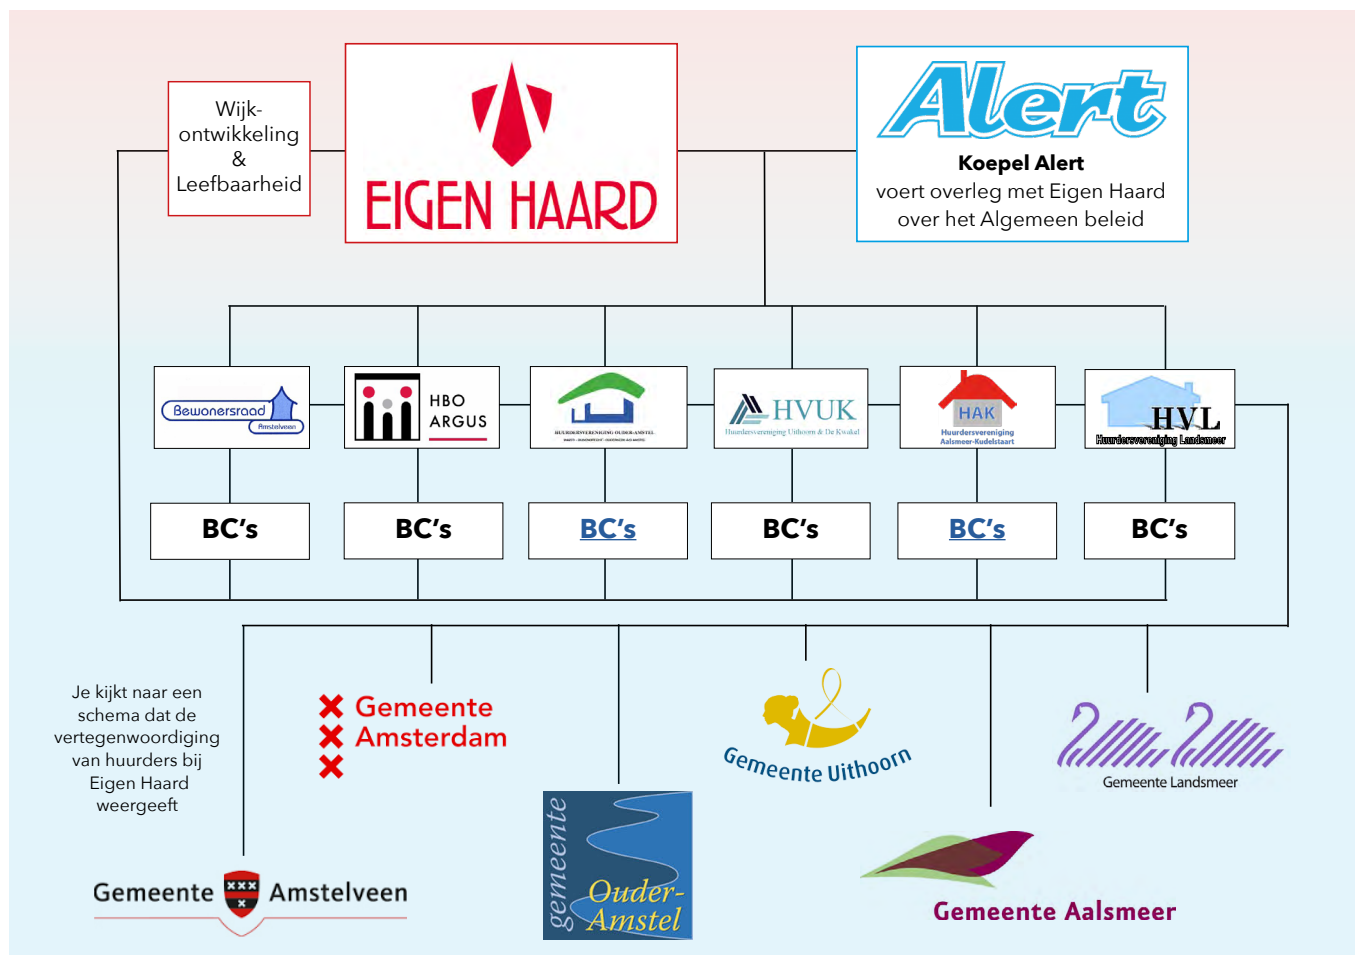 Wijk-
ontwikkeling
&
Leefbaarheid
EIGEN HAARD
Alert
Koepel Alert
voert overleg met Eigen Haard
over het Algemeen beleid
Bewonersraad
Amstelveen
HBO
ARGUS
HUURDERSVERENIGING OUDER-AMSTEL
HVUK
Huurdersvereniging Uithoorn & De Kwakel
HAK
Huurdersvereniging
Aalsmeer-Kudelstaart
HVL
Huurdersvereniging Landsmeer
BC's
BC's
BC's
BC's
BC's
BC's
Je kijkt naar een
schema dat de
vertegenwoordiging
van huurders bij
Eigen Haard
weergeeft
Gemeente
Amsterdam
Gemeente Uithoorn
Gemeente Landsmeer
Gemeente Amstelveen
gemeente
Ouder-
Amstel
Gemeente Aalsmeer